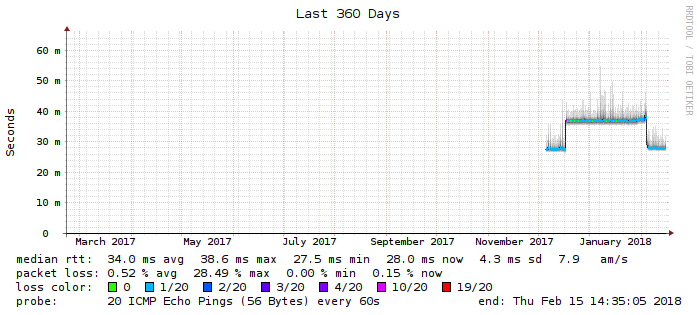 Last 360 Days
RRDTOOL / TOBI OETIKER
Seconds
60 m
50 m
40 m
30 m
20 m
10 m
0
March 2017 May 2017 July 2017 September 2017 November 2017 January 2018
median rtt: 34.0 ms avg 38.6 ms max 27.5 ms min 28.0 ms now 4.3 ms sd 7.9 am/s
packet loss: 0.52 % avg 28.49 % max 0.00 % min 0.15 % now
loss color: 0 1/20 2/20 3/20 4/20 10/20 19/20
probe: 20 ICMP Echo Pings (56 Bytes) every 60s end: Thu Feb 15 14:35:05 2018